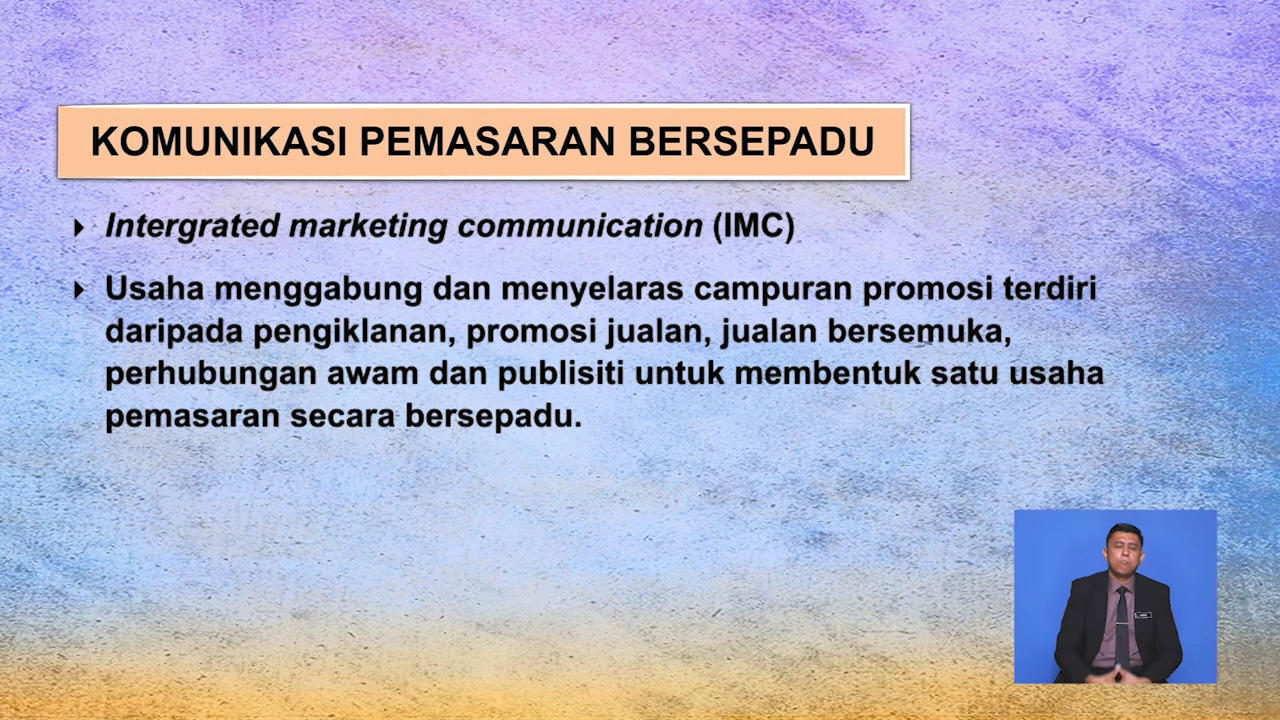 KOMUNIKASI PEMASARAN BERSEPADU
Intergrated marketing communication (IMC)
Usaha menggabung dan menyelaras campuran promosi terdiri
daripada pengiklanan, promosi jualan, jualan bersemuka,
perhubungan awam dan publisiti untuk membentuk satu usaha
pemasaran secara bersepadu.